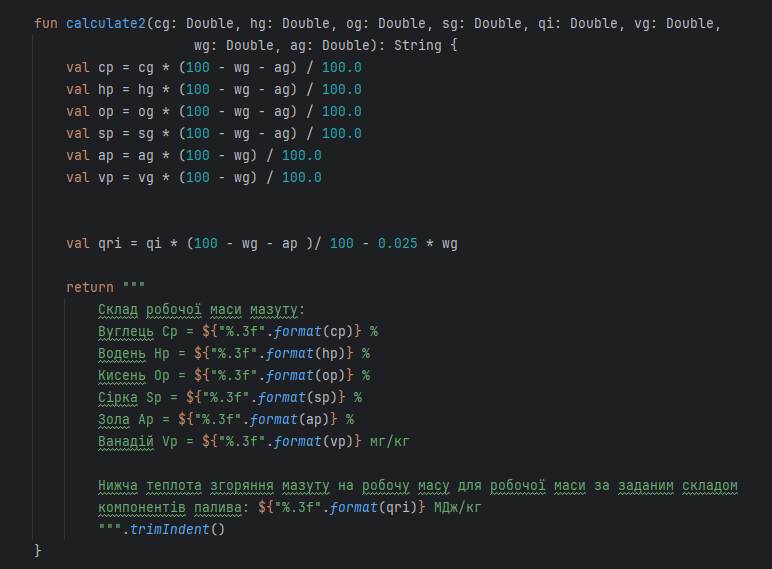 fun calculate2(cg: Double, hg: Double, og: Double, sg: Double, qi: Double, vg: Double,
wg: Double, ag: Double): String {
val cp = cg * (100 - wg - ag) / 100.0
val hp = hg * (100 - wg - ag) / 100.0
val op = og * (100 - wg - ag) / 100.0
val sp = sg * (100 - wg - ag) / 100.0
val ap = ag * (100 - wg) / 100.0
val vp = vg * (100 - wg) / 100.0
val qri = qi * (100 - wg - ap )/ 100 - 0.025 * wg
return """
Склад робочої маси мазуту:
Вуглець Cp = ${"%.3f".format(cp)} %
Водень Hp = ${"%.3f".format(hp)} %
Кисень Op = ${"%.3f".format(op)} %
Сірка Sp = ${"%.3f".format(sp)} %
Зола Ap = ${"%.3f".format(ap)} %
Ванадій Vp = ${"%.3f".format(vp)} мг/кг
Нижча теплота згоряння мазуту на робочу масу для робочої маси за заданим складом
компонентів палива: ${"%.3f".format(qri)} МДж/кг
""".trimIndent()
}